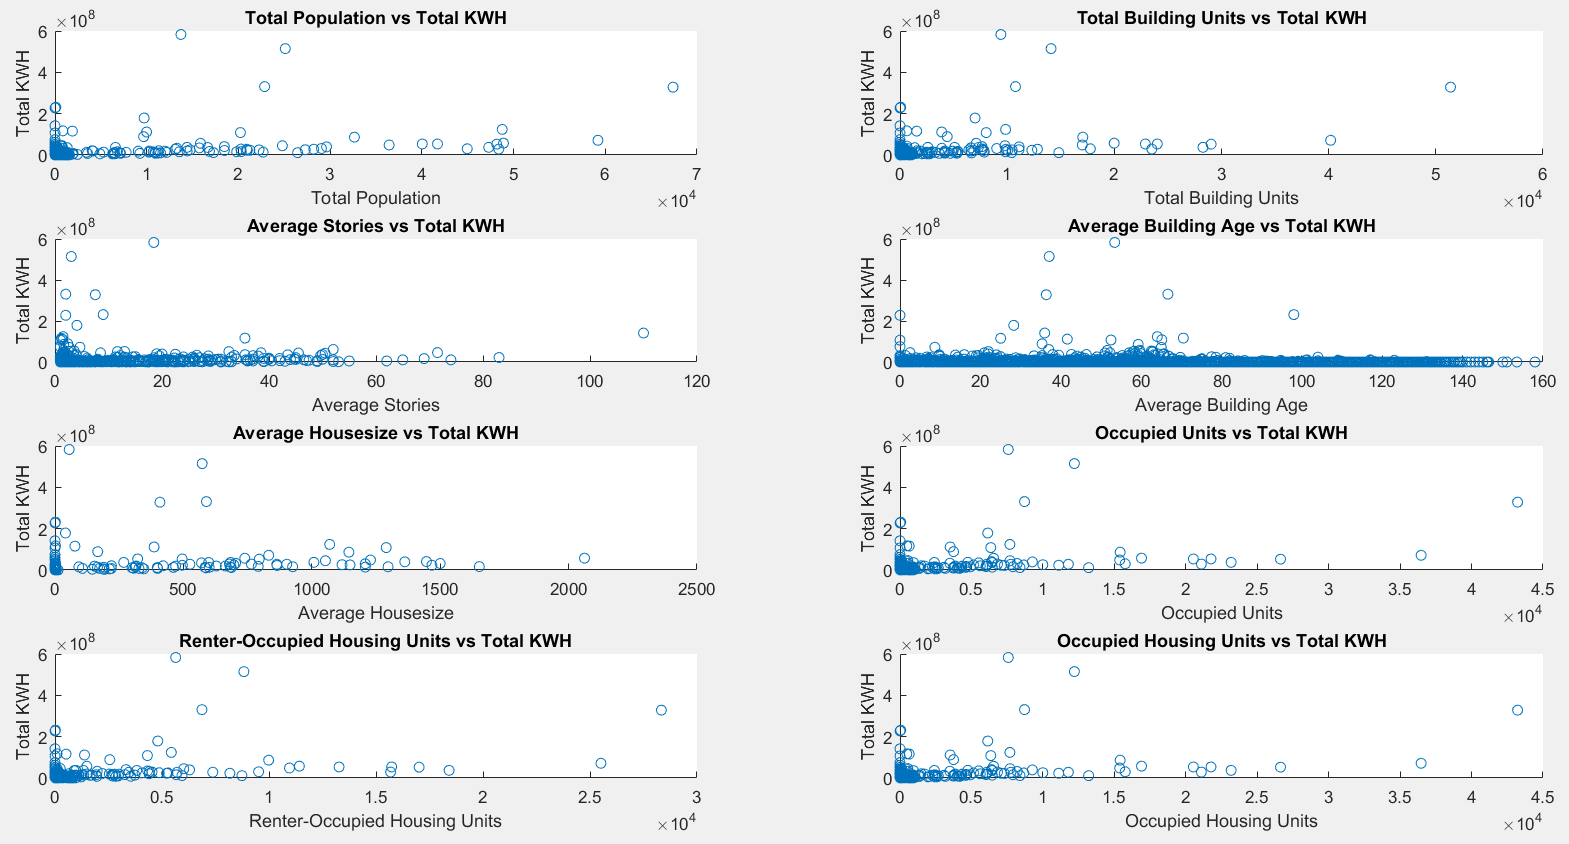 Total Population vs Total KWH
×10^8
6
4
2
0
Total KWH
0 1 2 3 4 5 6 7
Total Population
×10^4
Total Building Units vs Total KWH
×10^8
6
4
2
0
Total KWH
0 1 2 3 4 5 6
Total Building Units
×10^4
Average Stories vs Total KWH
×10^8
6
4
2
0
Total KWH
0 20 40 60 80 100 120
Average Stories
Average Building Age vs Total KWH
×10^8
6
4
2
0
Total KWH
0 20 40 60 80 100 120 140 160
Average Building Age
Average Housesize vs Total KWH
×10^8
6
4
2
0
Total KWH
0 500 1000 1500 2000 2500
Average Housesize
Occupied Units vs Total KWH
×10^8
6
4
2
0
Total KWH
0 0.5 1 1.5 2 2.5 3 3.5 4 4.5
Occupied Units
×10^4
Renter-Occupied Housing Units vs Total KWH
×10^8
6
4
2
0
Total KWH
0 0.5 1 1.5 2 2.5 3
Renter-Occupied Housing Units
×10^4
Occupied Housing Units vs Total KWH
×10^8
6
4
2
0
Total KWH
0 0.5 1 1.5 2 2.5 3 3.5 4 4.5
Occupied Housing Units
×10^4